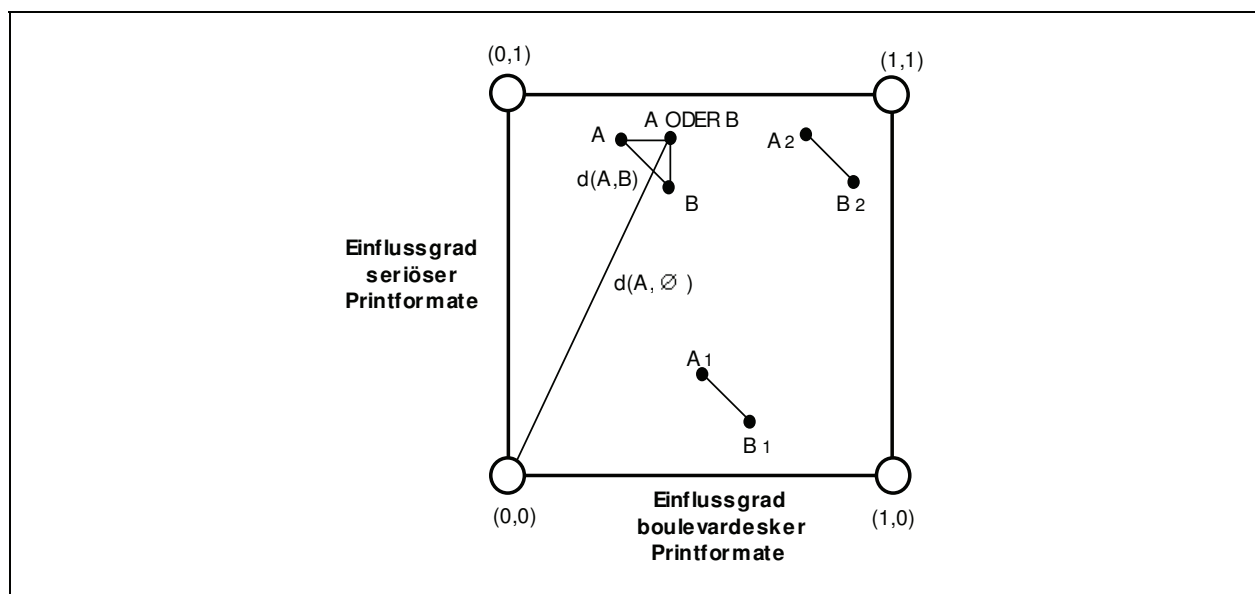 (0,1)
(1,1)
A ODER B
A
A 2
d(A,B)
B
B 2
Einflussgrad
seriöser
Printformate
d(A, ∅ )
A 1
B 1
(0,0)
Einflussgrad
boulevardesker
Printformate
(1,0)